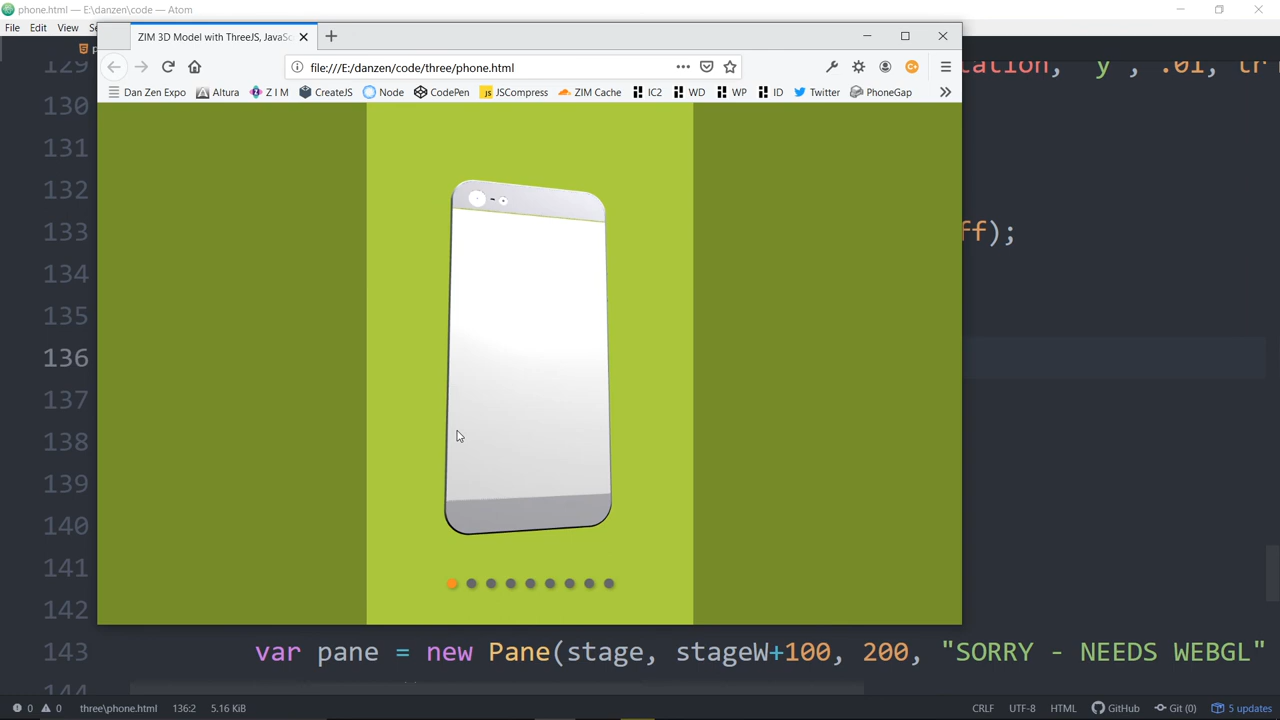 phone.html — E:\danzen\code — Atom
File Edit View
ZIM 3D Model with ThreeJS, JavaSc
file:///E:/danzen/code/three/phone.html
Dan Zen Expo Altura Z I M CreateJS Node CodePen JSCompress ZIM Cache IC2 WD WP ID Twitter PhoneGap
129
130
131
132
133 ff);
134
135
136
137
138
139
140
141
142
143 var pane = new Pane(stage, stageW+100, 200, "SORRY - NEEDS WEBGL"
144
0 0 three\phone.html 136:2 5.16 KiB CRLF UTF-8 HTML GitHub Git (0) 5 updates